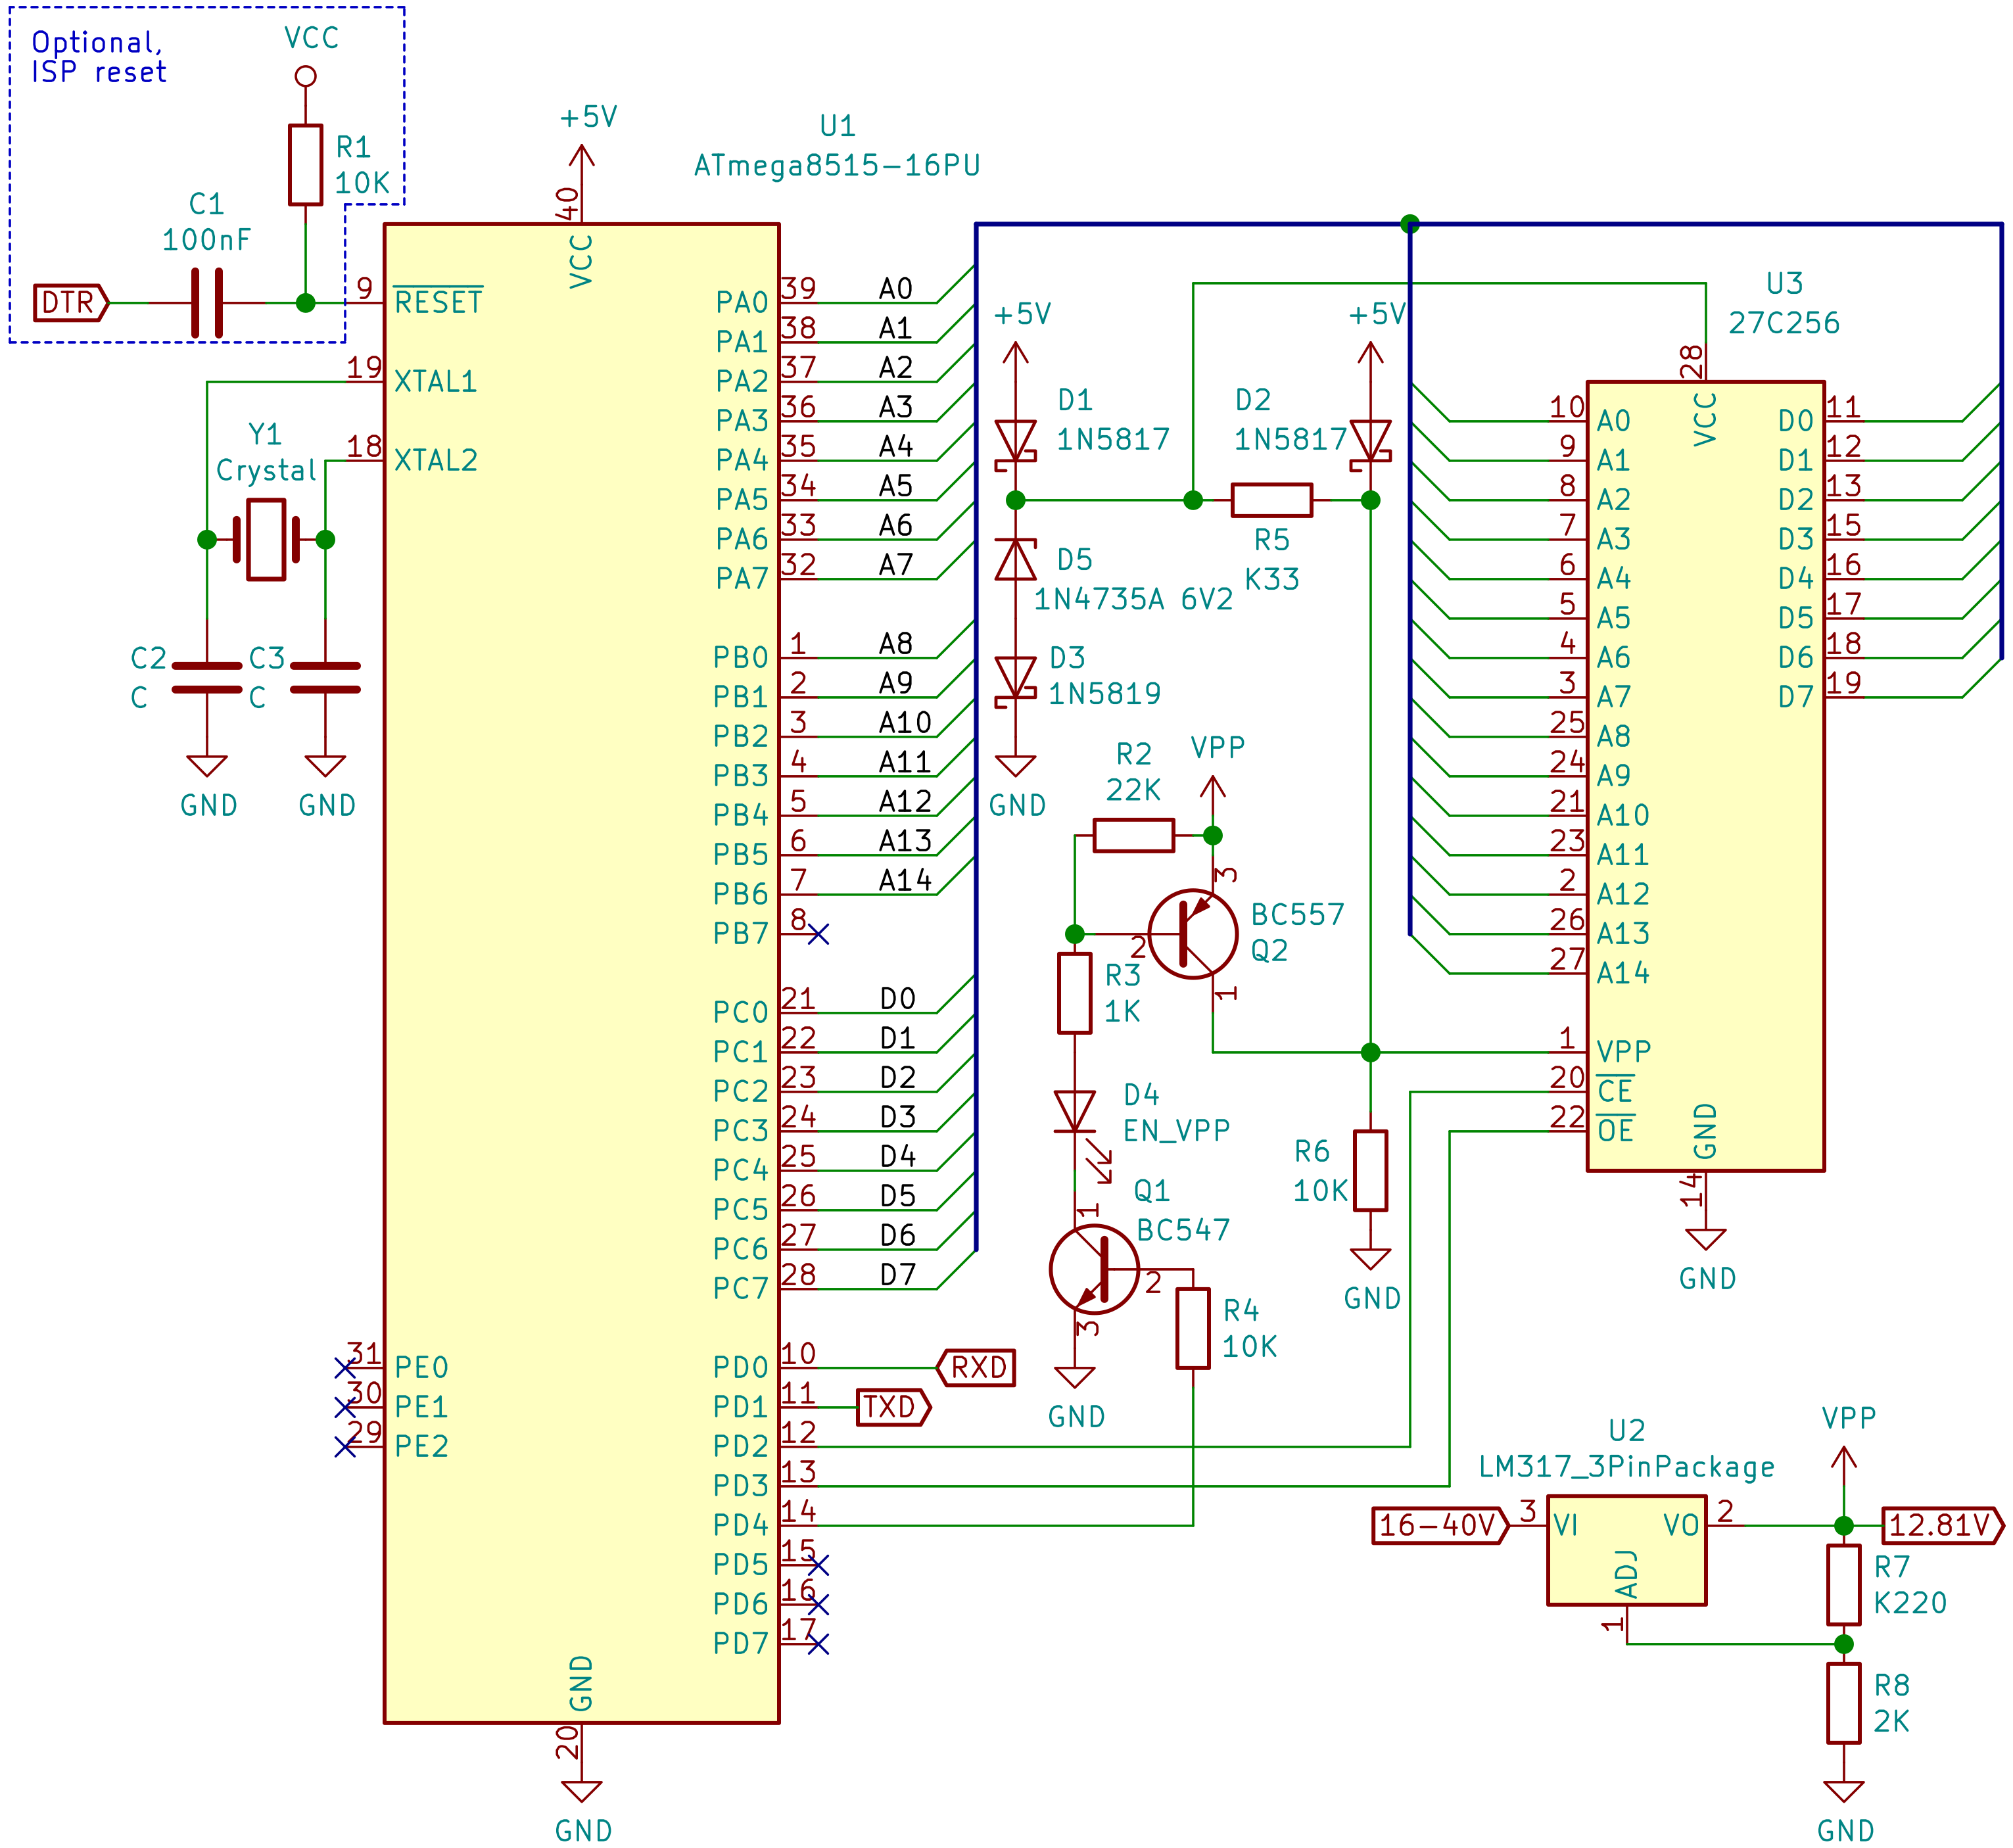 Optional,
ISP reset
VCC
R1
10K
C1
100nF
DTR
+5V
U1
ATmega8515-16PU
40
VCC
9
RESET
19
XTAL1
18
XTAL2
Y1
Crystal
C2
C
C3
C
GND
GND
PA0
39
A0
PA1
38
A1
PA2
37
A2
PA3
36
A3
PA4
35
A4
PA5
34
A5
PA6
33
A6
PA7
32
A7
PB0
1
A8
PB1
2
A9
PB2
3
A10
PB3
4
A11
PB4
5
A12
PB5
6
A13
PB6
7
A14
PB7
8
PC0
21
D0
PC1
22
D1
PC2
23
D2
PC3
24
D3
PC4
25
D4
PC5
26
D5
PC6
27
D6
PC7
28
D7
31
PE0
30
PE1
29
PE2
PD0
10
RXD
PD1
11
TXD
PD2
12
PD3
13
PD4
14
PD5
15
PD6
16
PD7
17
GND
20
GND
+5V
D1
1N5817
D2
1N5817
+5V
R5
K33
D5
1N4735A 6V2
D3
1N5819
GND
R2
22K
VPP
3
BC557
Q2
2
1
R3
1K
D4
EN_VPP
Q1
BC547
1
2
3
GND
R4
10K
R6
10K
GND
U3
27C256
28
VCC
10
A0
9
A1
8
A2
7
A3
6
A4
5
A5
4
A6
3
A7
25
A8
24
A9
21
A10
23
A11
2
A12
26
A13
27
A14
1
VPP
20
CE
22
OE
D0
11
D1
12
D2
13
D3
15
D4
16
D5
17
D6
18
D7
19
GND
14
GND
U2
LM317_3PinPackage
16-40V
3
VI
VO
2
ADJ
1
VPP
12.81V
R7
K220
R8
2K
GND